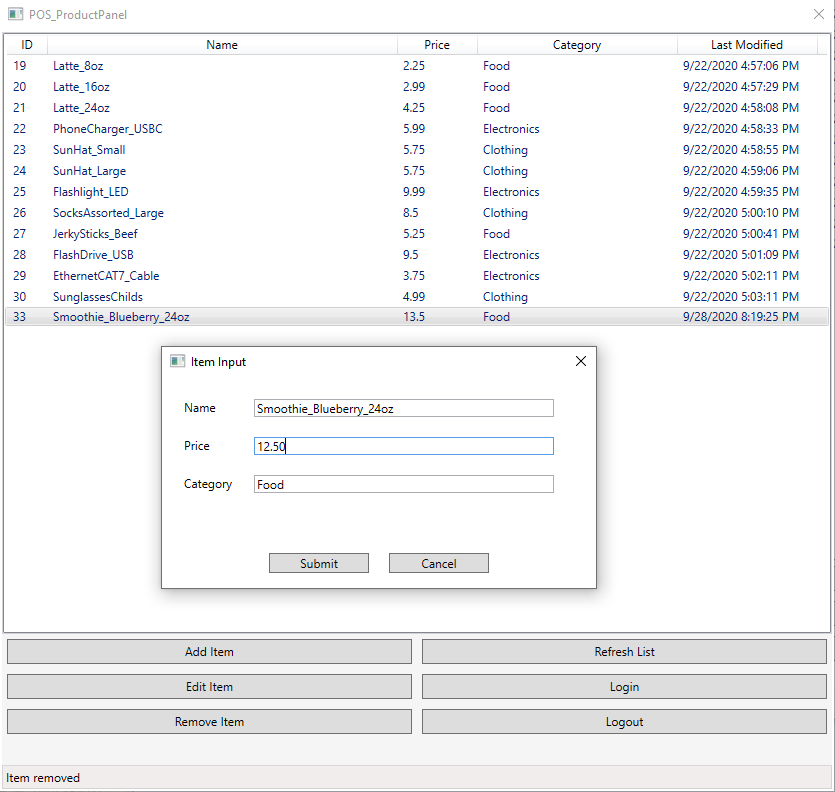 POS_ProductPanel
ID Name Price Category Last Modified
19 Latte_8oz 2.25 Food 9/22/2020 4:57:06 PM
20 Latte_16oz 2.99 Food 9/22/2020 4:57:29 PM
21 Latte_24oz 4.25 Food 9/22/2020 4:58:08 PM
22 PhoneCharger_USBC 5.99 Electronics 9/22/2020 4:58:33 PM
23 SunHat_Small 5.75 Clothing 9/22/2020 4:58:55 PM
24 SunHat_Large 5.75 Clothing 9/22/2020 4:59:06 PM
25 Flashlight_LED 9.99 Electronics 9/22/2020 4:59:35 PM
26 SocksAssorted_Large 8.5 Clothing 9/22/2020 5:00:10 PM
27 JerkySticks_Beef 5.25 Food 9/22/2020 5:00:41 PM
28 FlashDrive_USB 9.5 Electronics 9/22/2020 5:01:09 PM
29 EthernetCAT7_Cable 3.75 Electronics 9/22/2020 5:02:11 PM
30 SunglassesChilds 4.99 Clothing 9/22/2020 5:03:11 PM
33 Smoothie_Blueberry_24oz 13.5 Food 9/28/2020 8:19:25 PM
Item Input
Name Smoothie_Blueberry_24oz
Price 12.50
Category Food
Submit Cancel
Add Item Refresh List
Edit Item Login
Remove Item Logout
Item removed